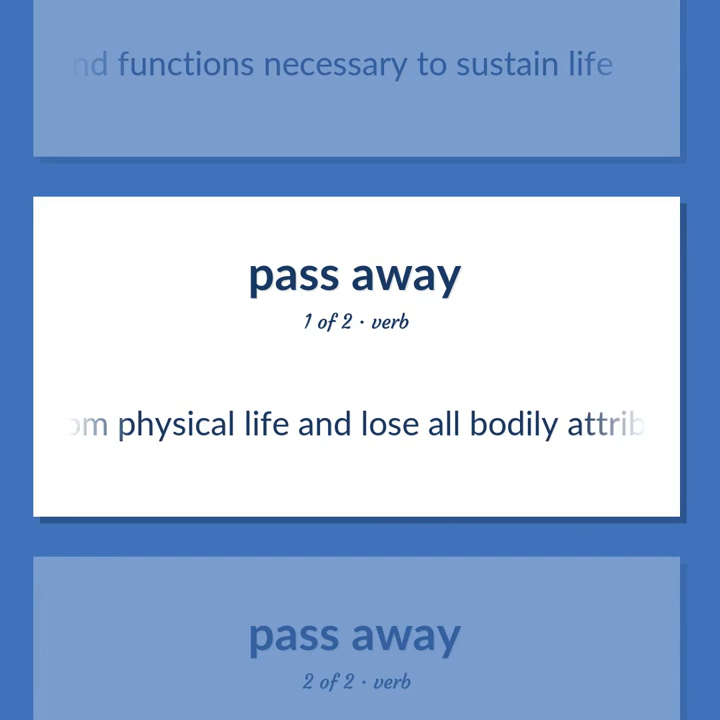 functions necessary to sustain life
pass away
1 of 2 · verb
physical life and lose all bodily
pass away
2 of 2 · verb